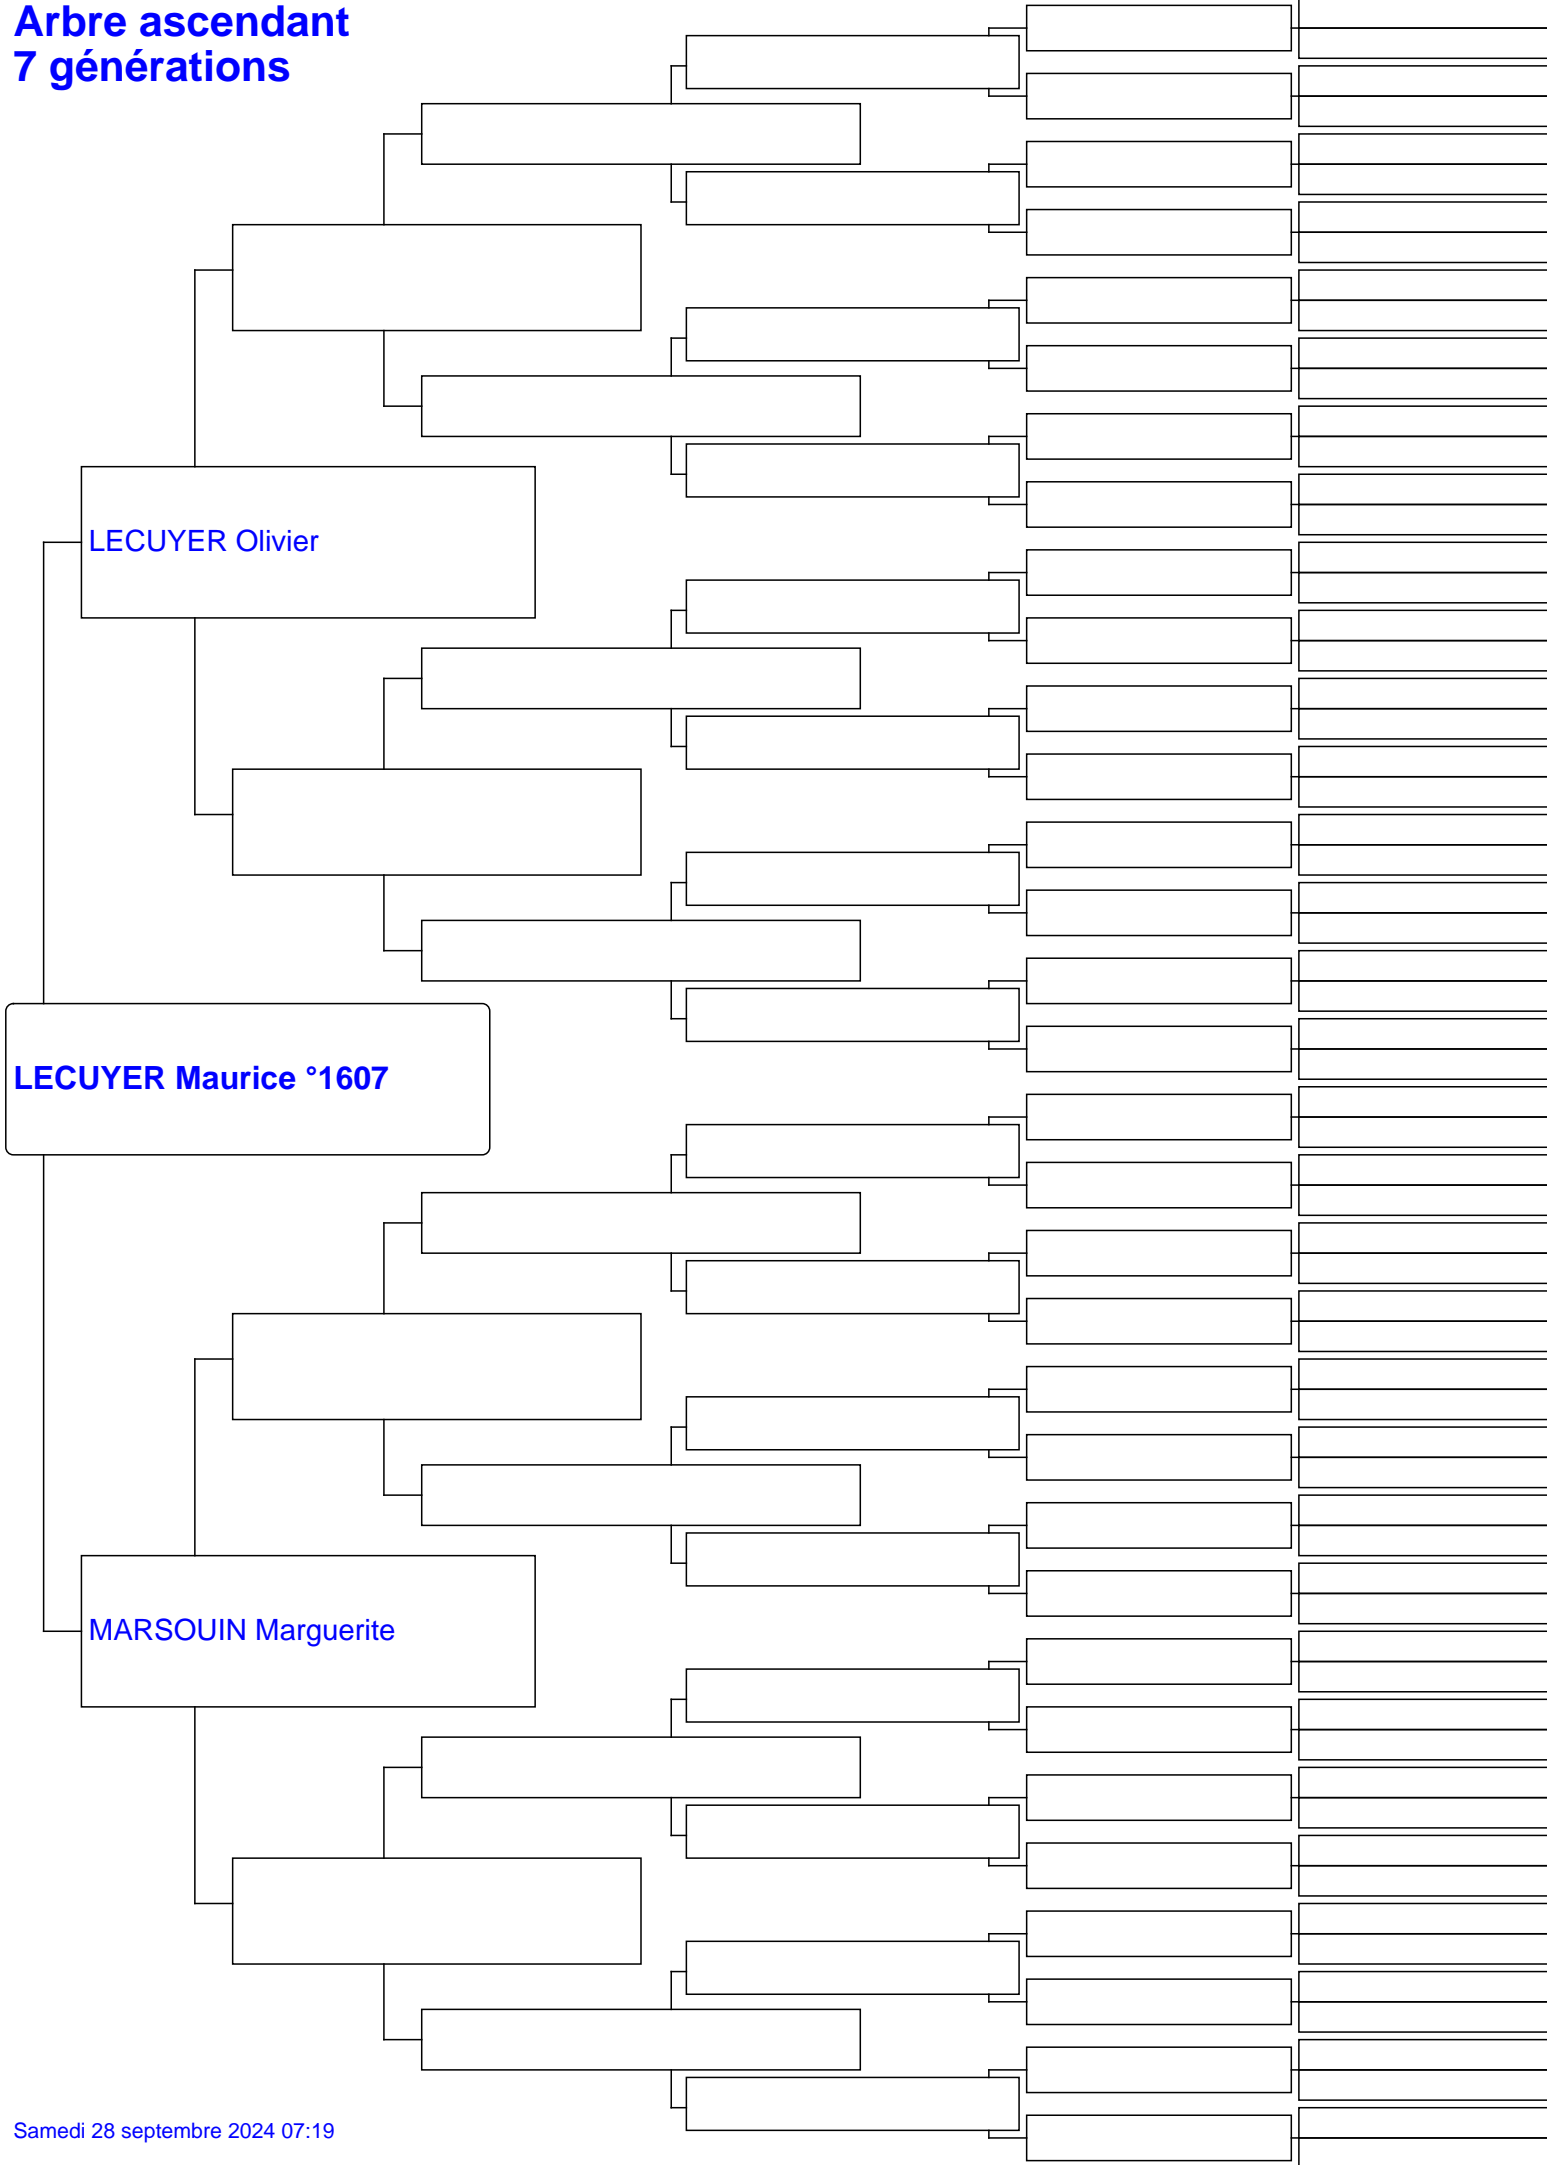 Arbre ascendant
7 générations
LECUYER Olivier
LECUYER Maurice °1607
MARSOUIN Marguerite
Samedi 28 septembre 2024 07:19